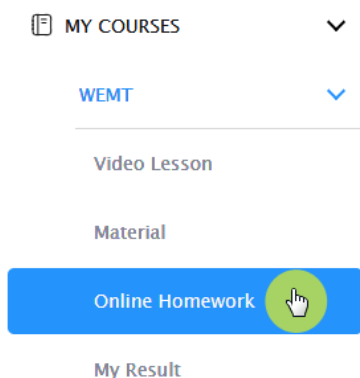 MY COURSES
WEMT
Video Lesson
Material
Online Homework
My Result